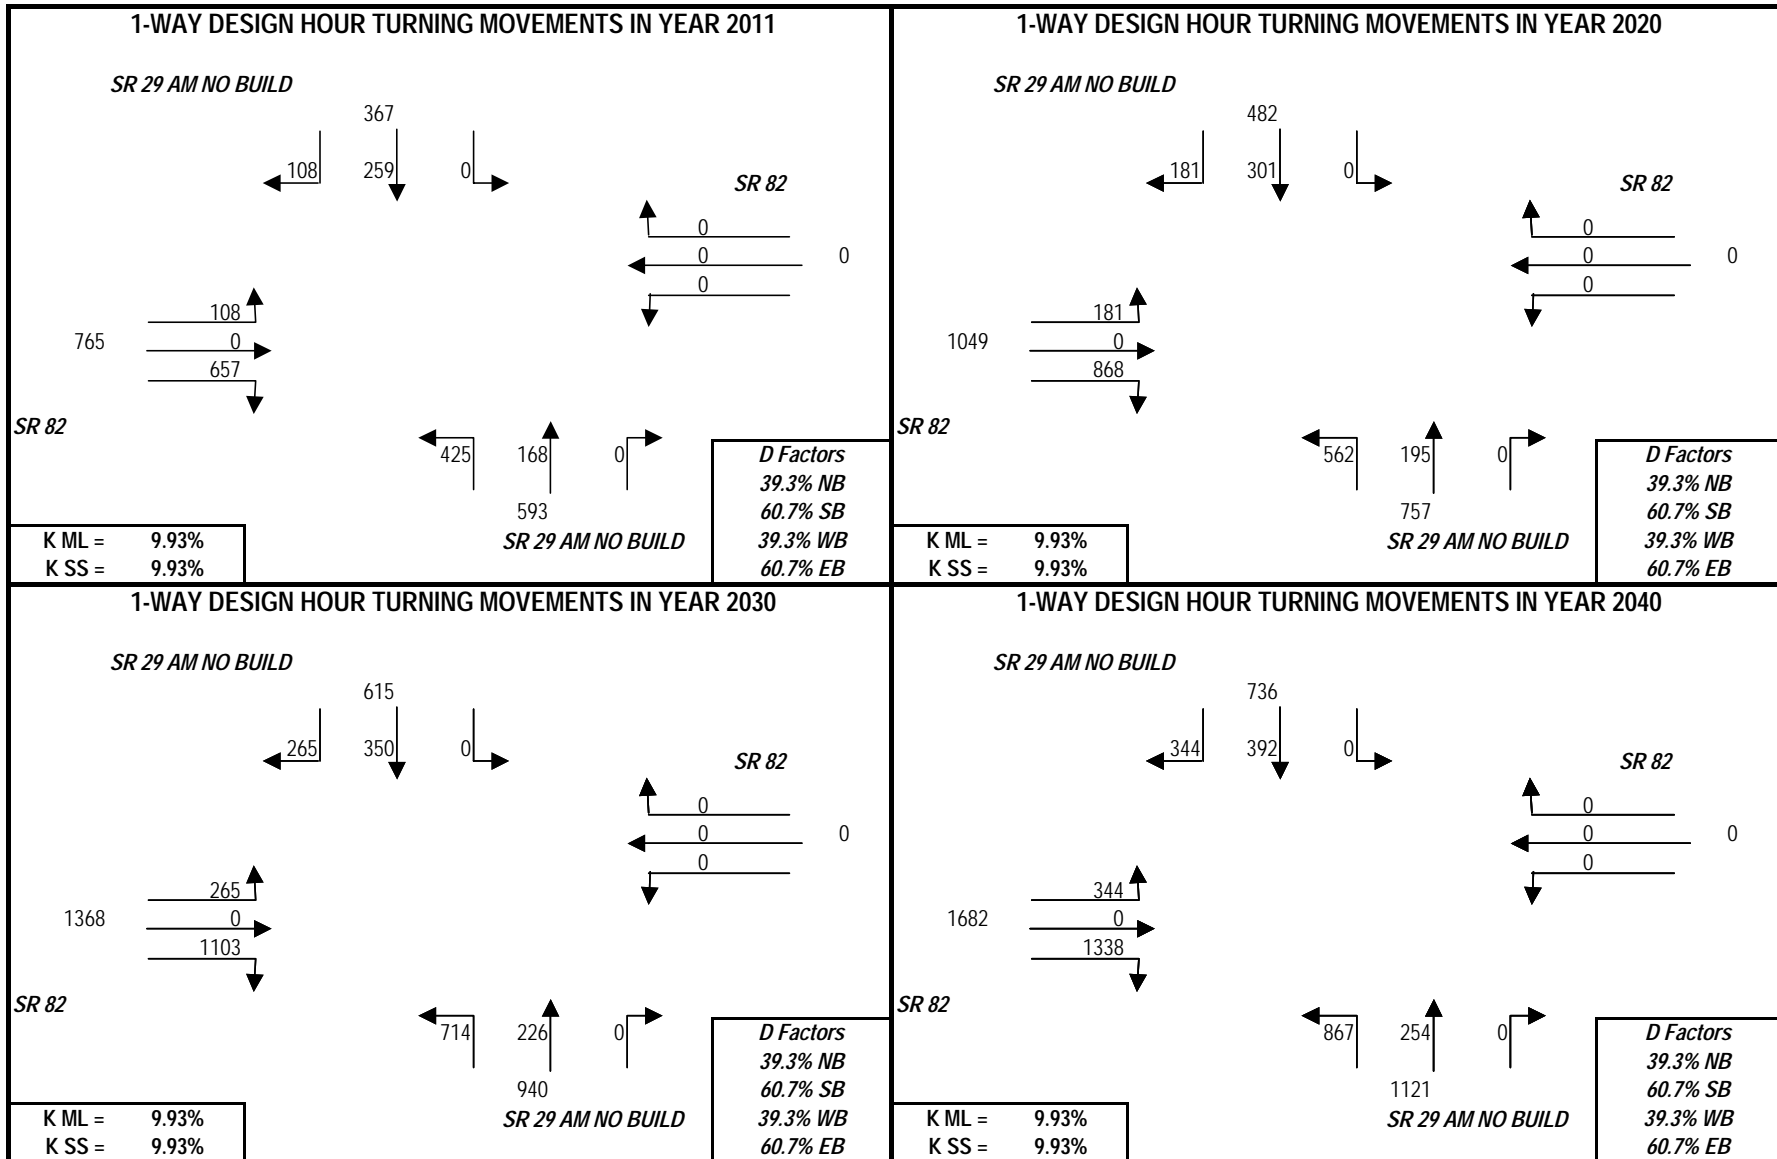 1-WAY DESIGN HOUR TURNING MOVEMENTS IN YEAR 2011
SR 29 AM NO BUILD
367
108 259 0
SR 82
0
0 0
0
108
765 0
657
SR 82
425 168 0
593
SR 29 AM NO BUILD
D Factors
39.3% NB
60.7% SB
39.3% WB
60.7% EB
K ML = 9.93%
K SS = 9.93%
1-WAY DESIGN HOUR TURNING MOVEMENTS IN YEAR 2020
SR 29 AM NO BUILD
482
181 301 0
SR 82
0
0 0
0
181
1049 0
868
SR 82
562 195 0
757
SR 29 AM NO BUILD
D Factors
39.3% NB
60.7% SB
39.3% WB
60.7% EB
K ML = 9.93%
K SS = 9.93%
1-WAY DESIGN HOUR TURNING MOVEMENTS IN YEAR 2030
SR 29 AM NO BUILD
615
265 350 0
SR 82
0
0 0
0
265
1368 0
1103
SR 82
714 226 0
940
SR 29 AM NO BUILD
D Factors
39.3% NB
60.7% SB
39.3% WB
60.7% EB
K ML = 9.93%
K SS = 9.93%
1-WAY DESIGN HOUR TURNING MOVEMENTS IN YEAR 2040
SR 29 AM NO BUILD
736
344 392 0
SR 82
0
0 0
0
344
1682 0
1338
SR 82
867 254 0
1121
SR 29 AM NO BUILD
D Factors
39.3% NB
60.7% SB
39.3% WB
60.7% EB
K ML = 9.93%
K SS = 9.93%